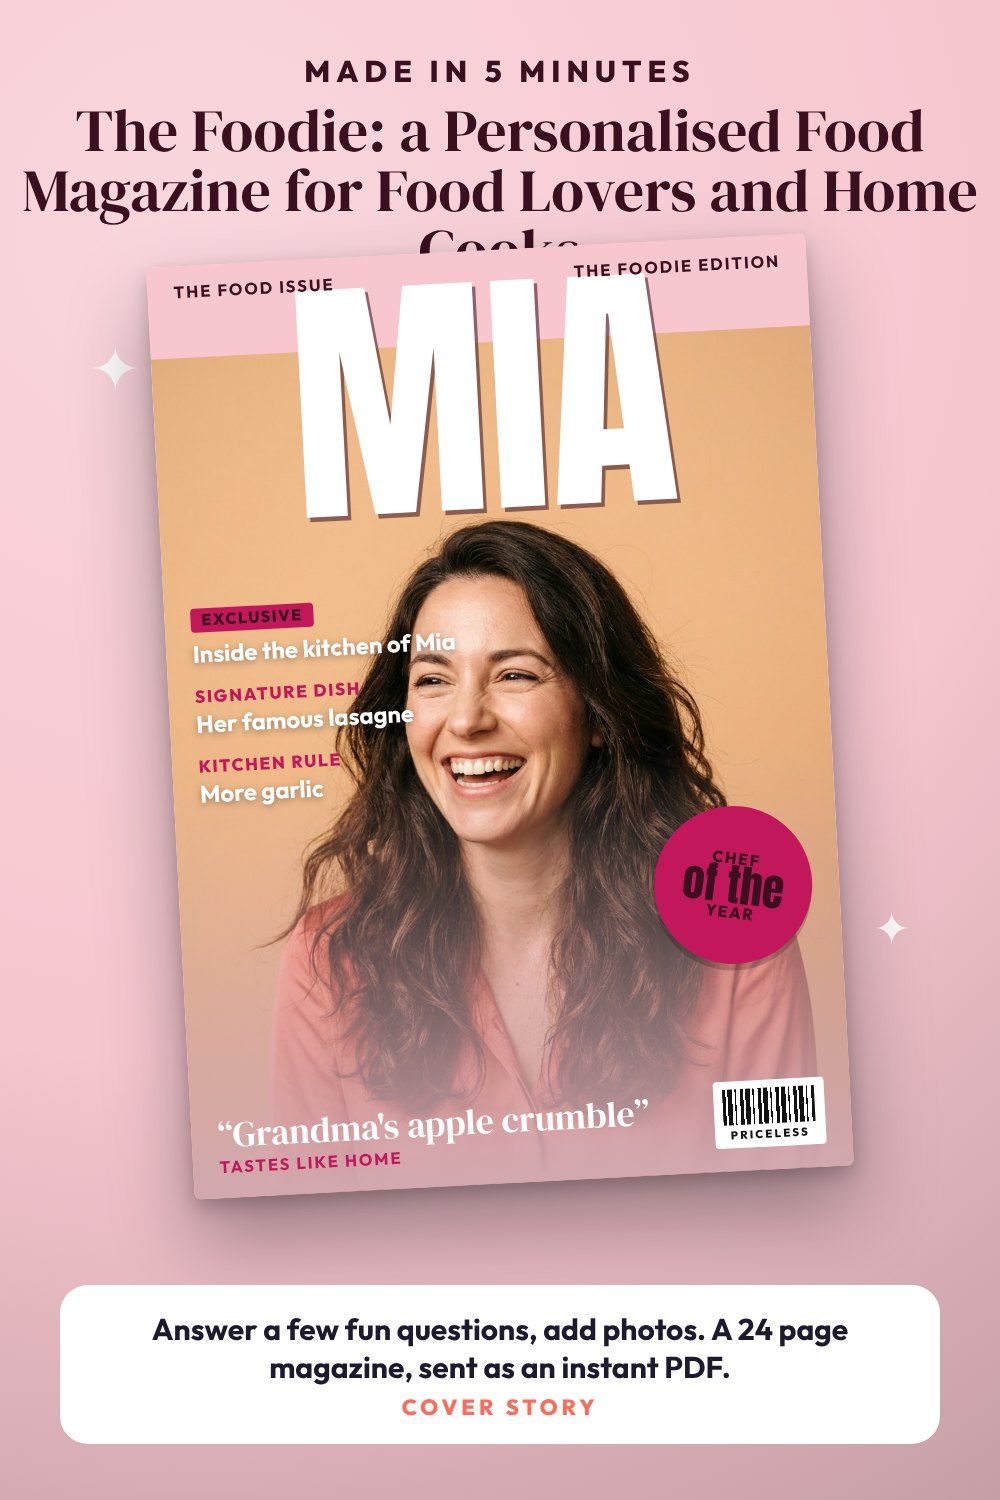 MADE IN 5 MINUTES
The Foodie: a Personalised Food
Magazine for Food Lovers and Home
Cooks
THE FOOD ISSUE
THE FOODIE EDITION
MIA
EXCLUSIVE
Inside the kitchen of Mia
SIGNATURE DISH
Her famous lasagne
KITCHEN RULE
More garlic
CHEF
of the
YEAR
“Grandma's apple crumble”
TASTES LIKE HOME
PRICELESS
Answer a few fun questions, add photos. A 24 page
magazine, sent as an instant PDF.
COVER STORY